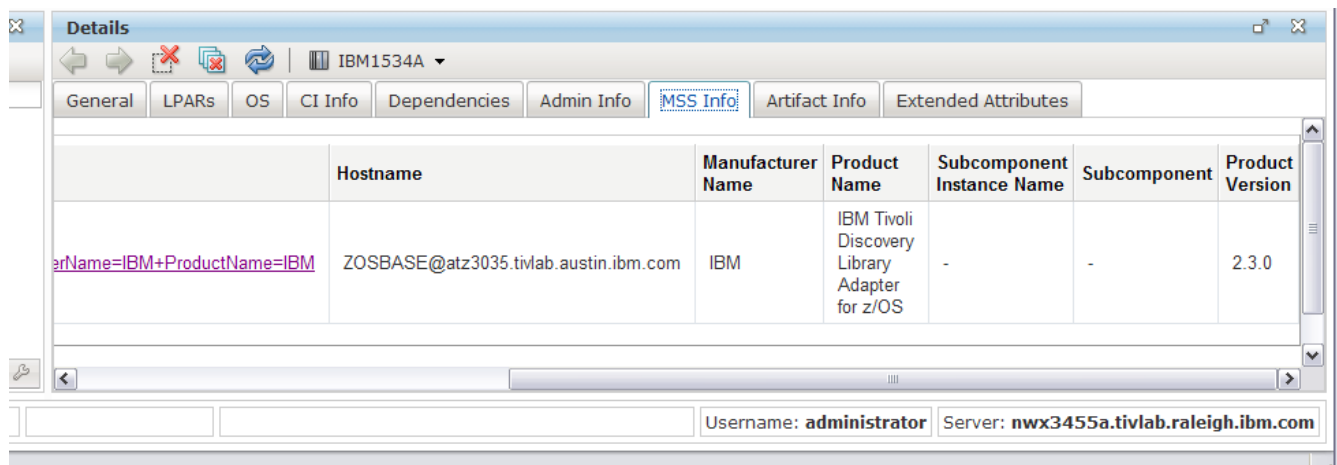 Details
IBM1534A
General LPARs OS CI Info Dependencies Admin Info MSS Info Artifact Info Extended Attributes
Hostname Manufacturer Name Product Name Subcomponent Instance Name Subcomponent Product Version
erName=IBM+ProductName=IBM ZOSBASE@atz3035.tivlab.austin.ibm.com IBM IBM Tivoli Discovery Library Adapter for z/OS - - 2.3.0
Username: administrator Server: nwx3455a.tivlab.raleigh.ibm.com